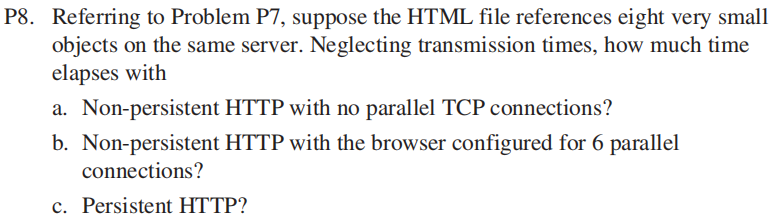 P8. Referring to Problem P7, suppose the HTML file references eight very small
objects on the same server. Neglecting transmission times, how much time
elapses with
a. Non-persistent HTTP with no parallel TCP connections?
b. Non-persistent HTTP with the browser configured for 6 parallel
connections?
c. Persistent HTTP?